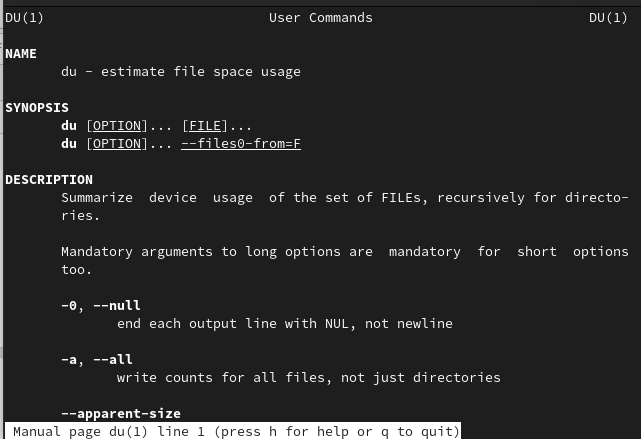 DU(1) User Commands DU(1)
NAME
du - estimate file space usage
SYNOPSIS
du [OPTION]... [FILE]...
du [OPTION]... --files0-from=F
DESCRIPTION
Summarize device usage of the set of FILEs, recursively for directo-
ries.
Mandatory arguments to long options are mandatory for short options
too.
-0, --null
end each output line with NUL, not newline
-a, --all
write counts for all files, not just directories
--apparent-size
Manual page du(1) line 1 (press h for help or q to quit)